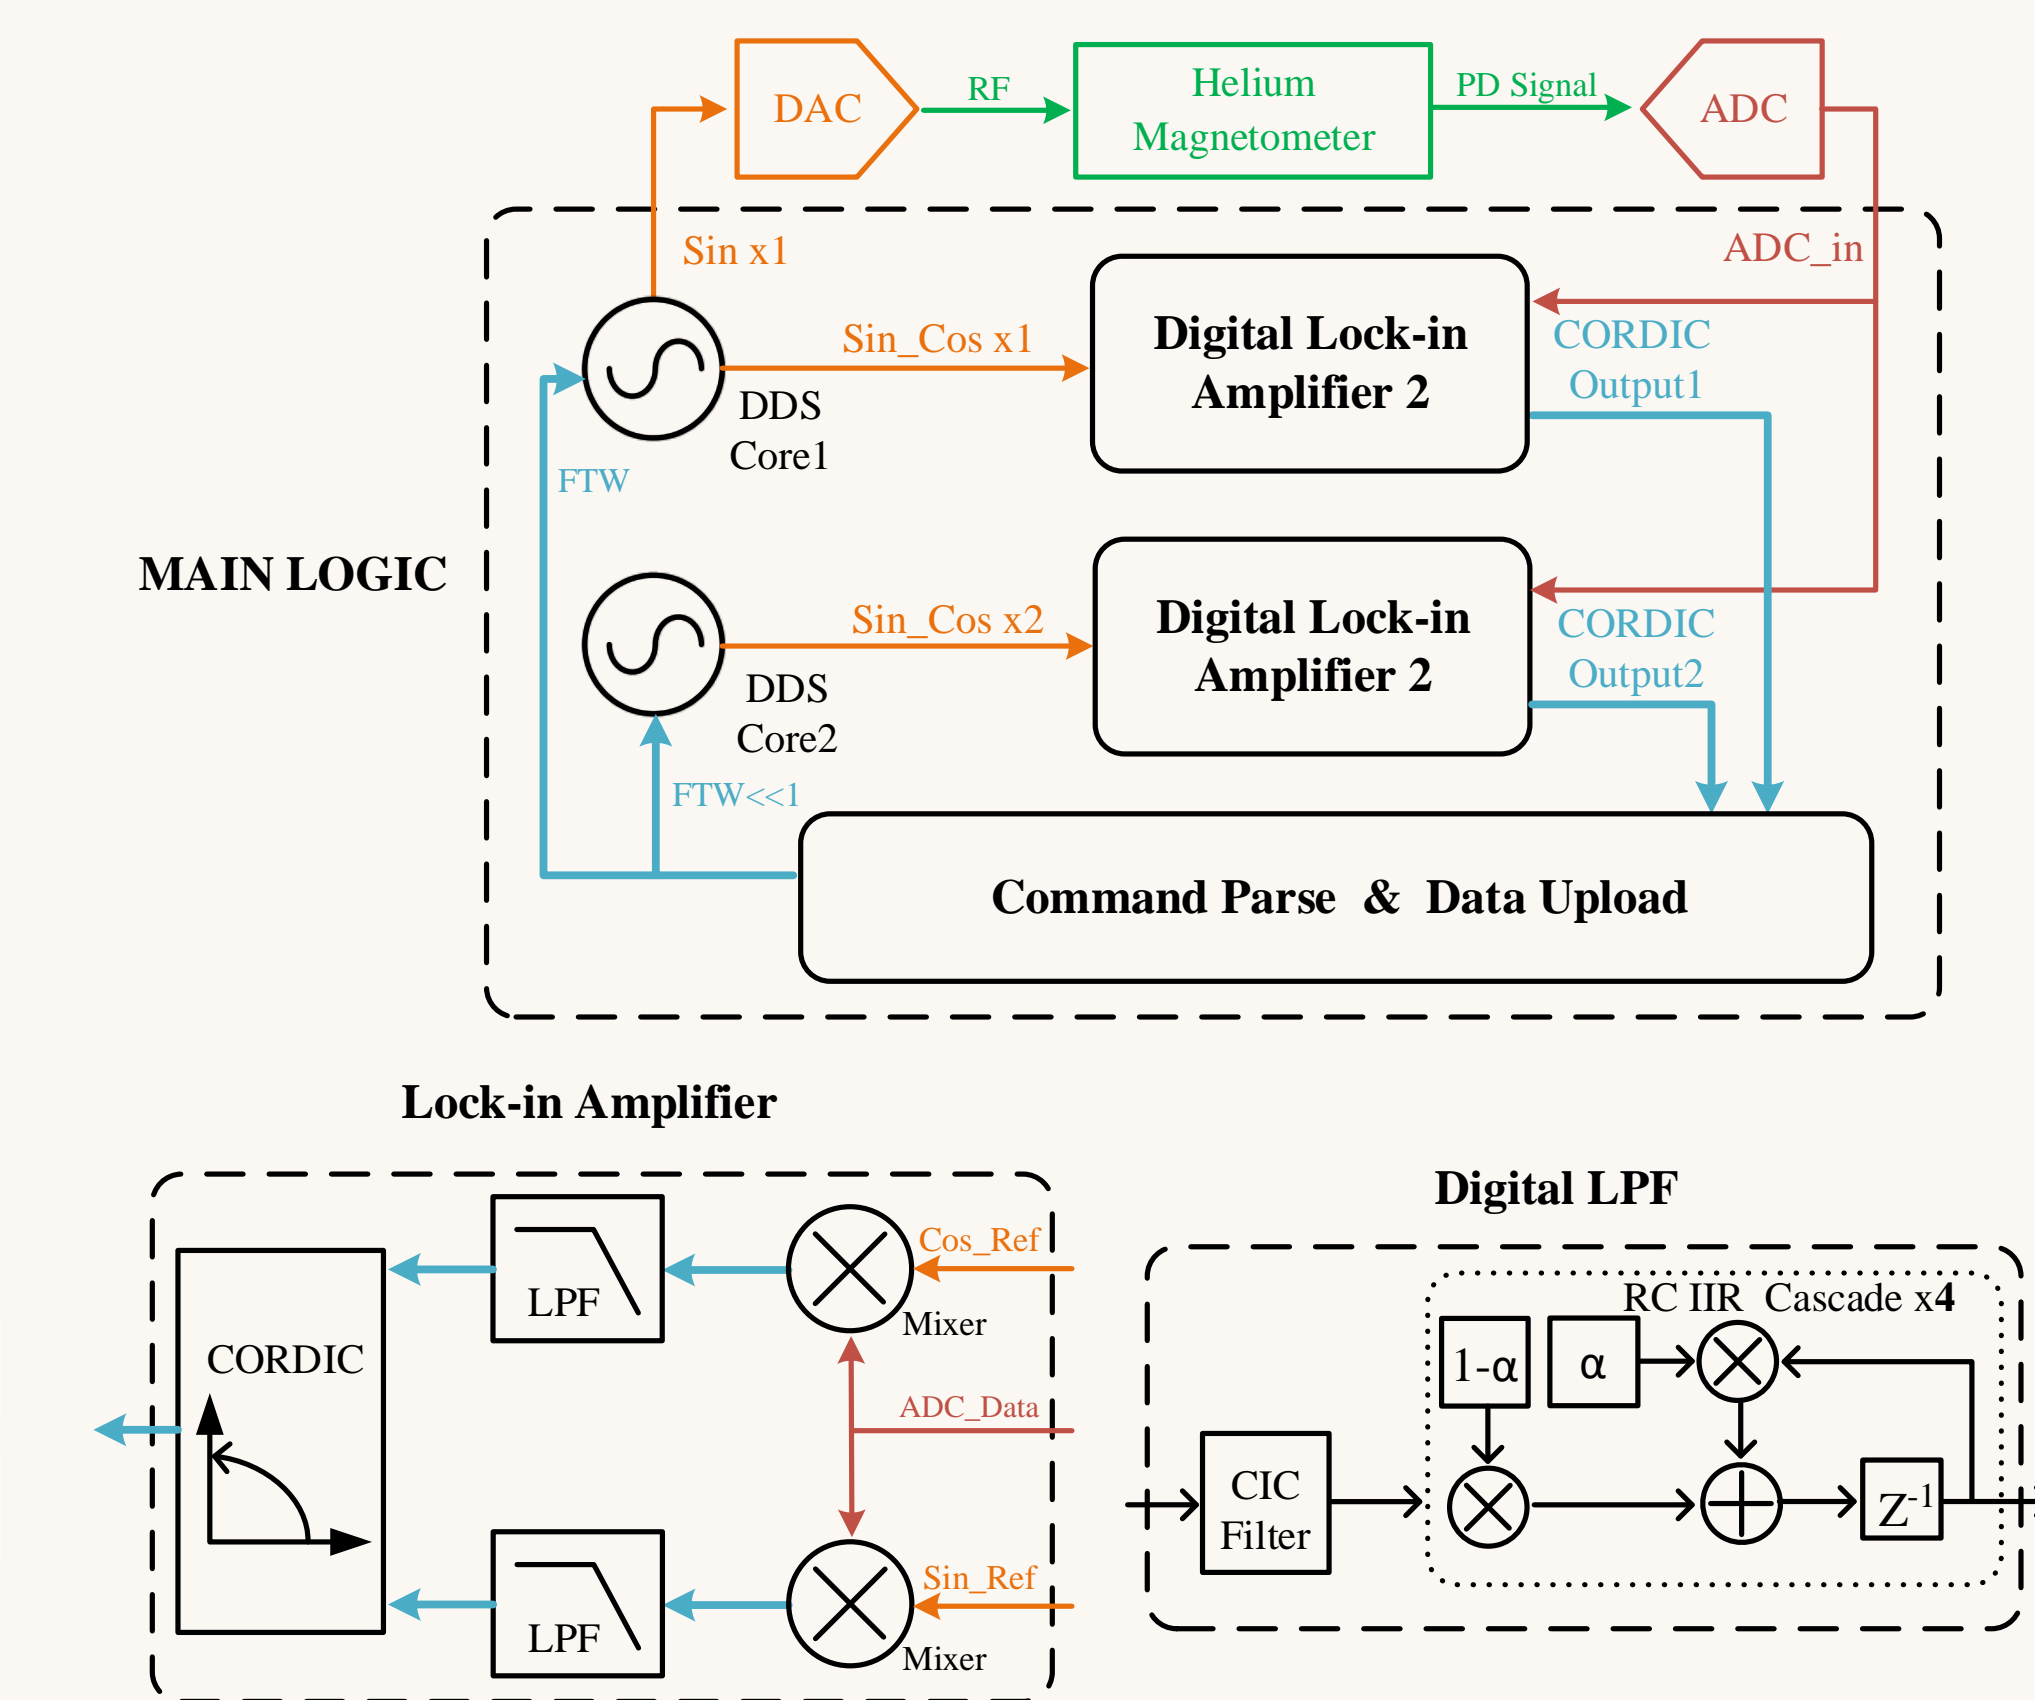 DAC
RF
Helium
Magnetometer
PD Signal
ADC
Sin x1
ADC_in
Sin_Cos x1
Digital Lock-in
Amplifier 2
CORDIC
Output1
DDS
Core1
FTW
MAIN LOGIC
Sin_Cos x2
Digital Lock-in
Amplifier 2
CORDIC
Output2
DDS
Core2
FTW<<1
Command Parse & Data Upload
Lock-in Amplifier
Cos_Ref
LPF
Mixer
CORDIC
ADC_Data
Sin_Ref
LPF
Mixer
Digital LPF
RC IIR Cascade x4
1-α
α
CIC
Filter
Z⁻¹